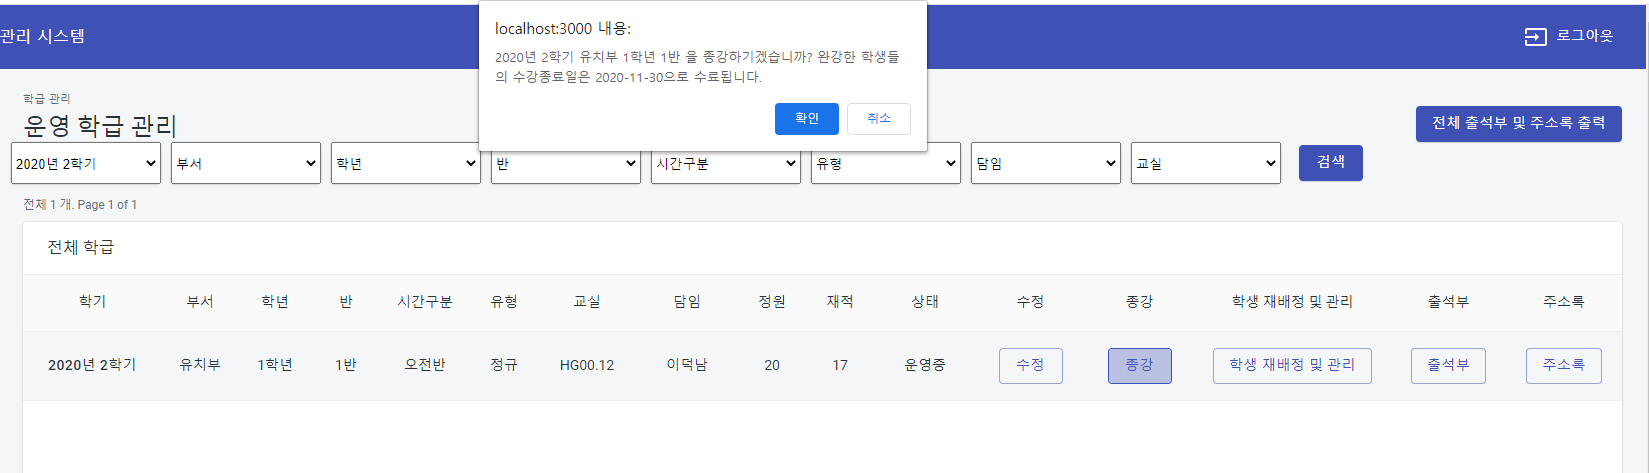 localhost:3000 내용:
2020년 2학기 유치부 1학년 1반 을 종강하기겠습니까? 완강한 학생들
의 수강종료일은 2020-11-30으로 수료됩니다.
확인 취소
관리 시스템 로그아웃
학급 관리
운영 학급 관리 전체 출석부 및 주소록 출력
2020년 2학기 부서 학년 반 시간구분 유형 담임 교실 검색
전체 1 개. Page 1 of 1
전체 학급
학기 부서 학년 반 시간구분 유형 교실 담임 정원 재적 상태 수정 종강 학생 재배정 및 관리 출석부 주소록
2020년 2학기 유치부 1학년 1반 오전반 정규 HG00.12 이덕남 20 17 운영중 수정 종강 학생 재배정 및 관리 출석부 주소록